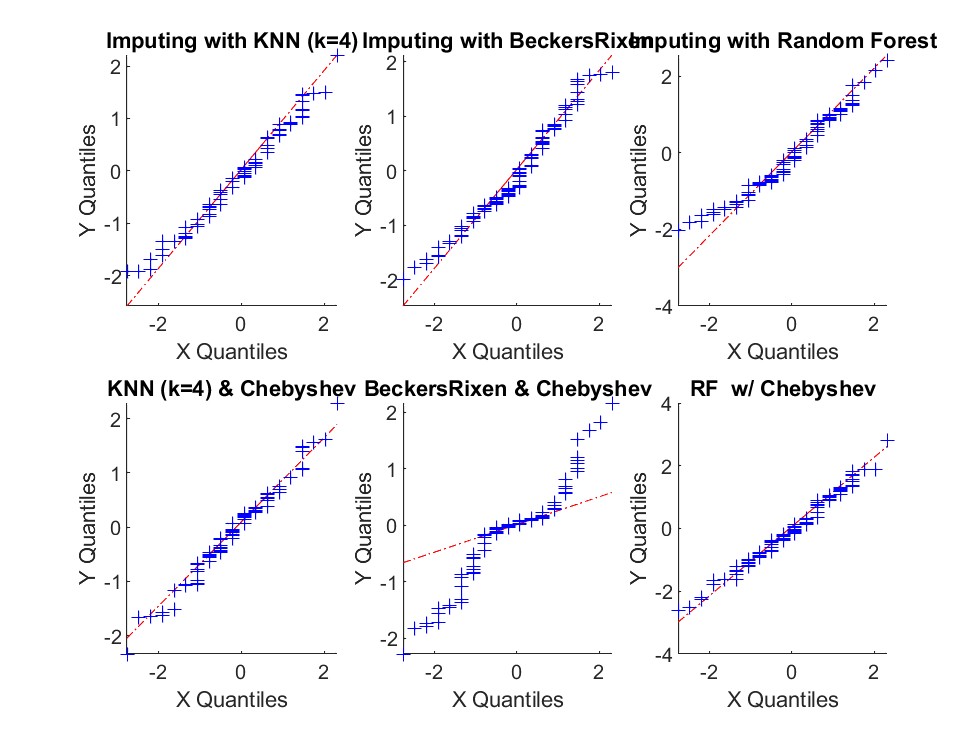 Imputing with KNN (k=4) Imputing with BeckersRixen Imputing with Random Forest
2
1
0
-1
-2
Y Quantiles
-2 0 2
X Quantiles
2
1
0
-1
-2
Y Quantiles
-2 0 2
X Quantiles
2
0
-2
-4
Y Quantiles
-2 0 2
X Quantiles
KNN (k=4) & Chebyshev BeckersRixen & Chebyshev RF w/ Chebyshev
2
1
0
-1
-2
Y Quantiles
-2 0 2
X Quantiles
2
1
0
-1
-2
Y Quantiles
-2 0 2
X Quantiles
4
2
0
-2
-4
Y Quantiles
-2 0 2
X Quantiles